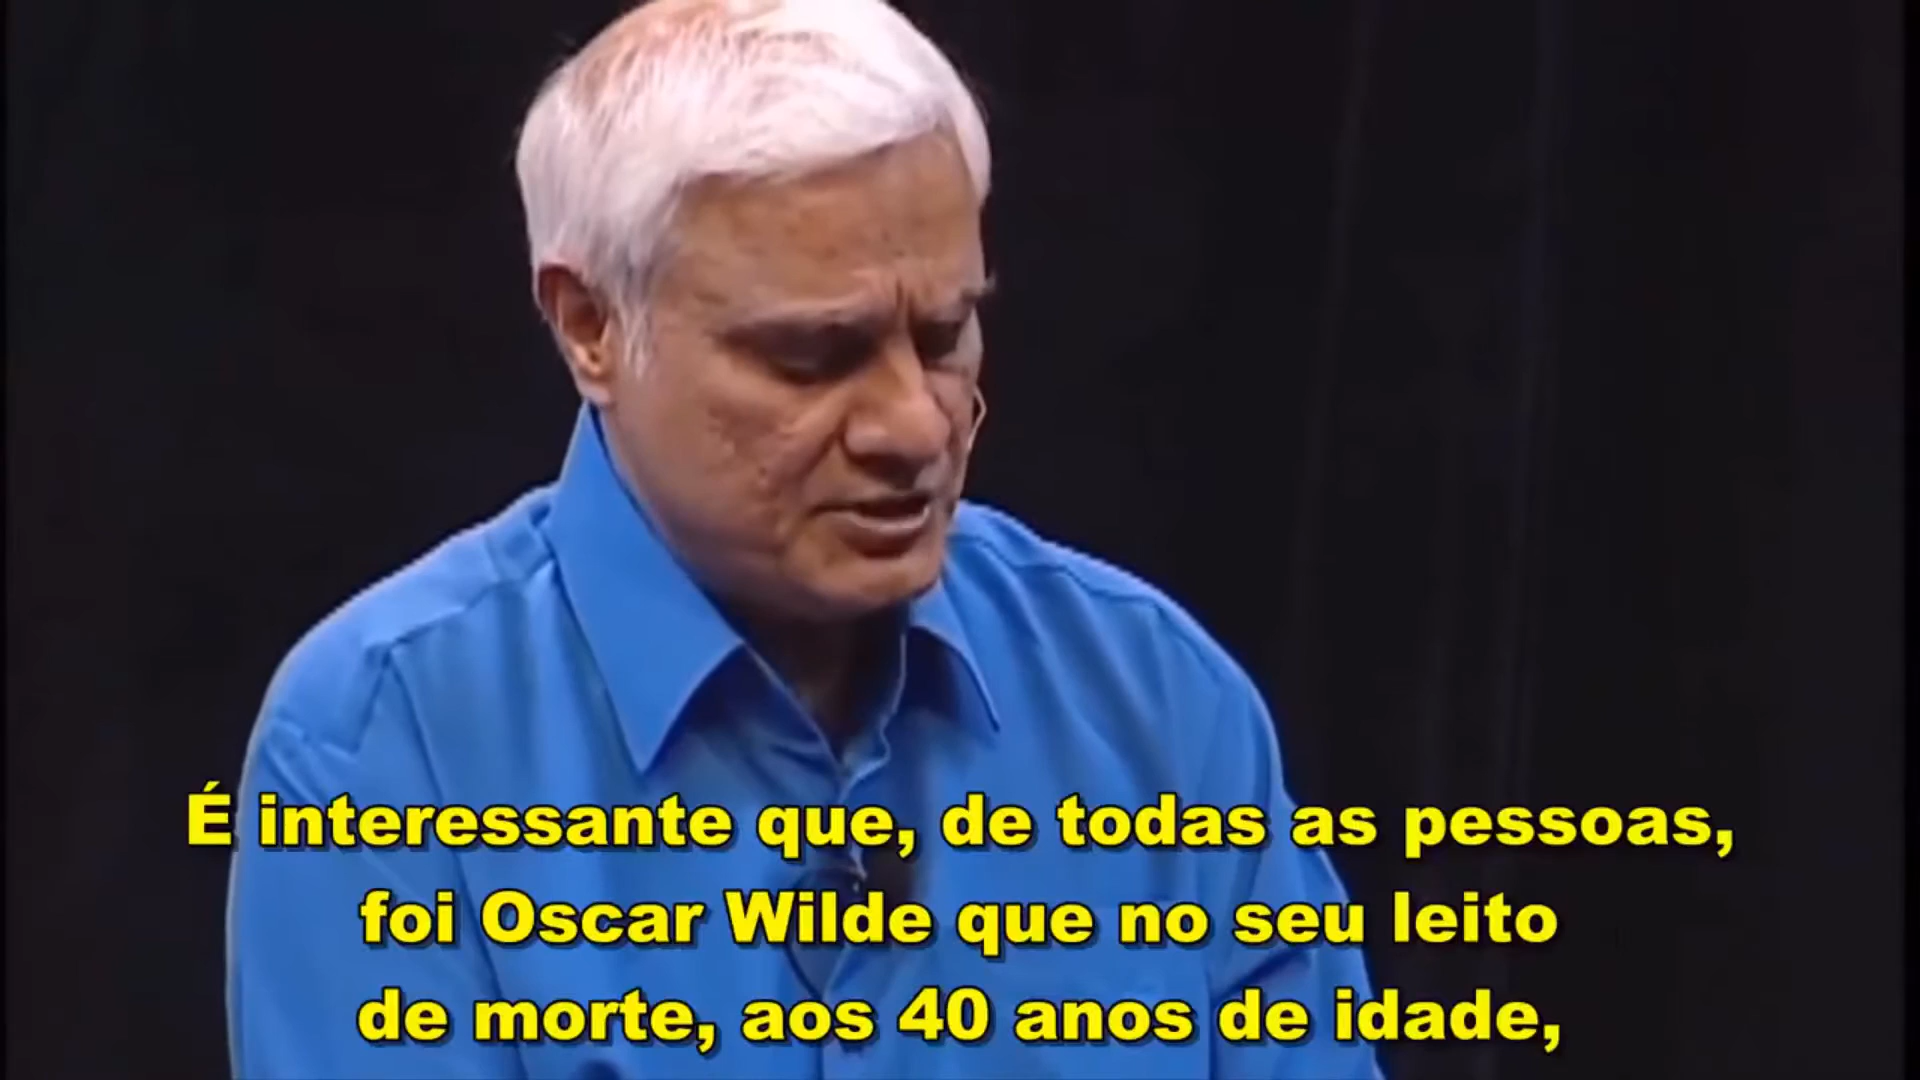 É interessante que, de todas as pessoas,
foi Oscar Wilde que no seu leito
de morte, aos 40 anos de idade,